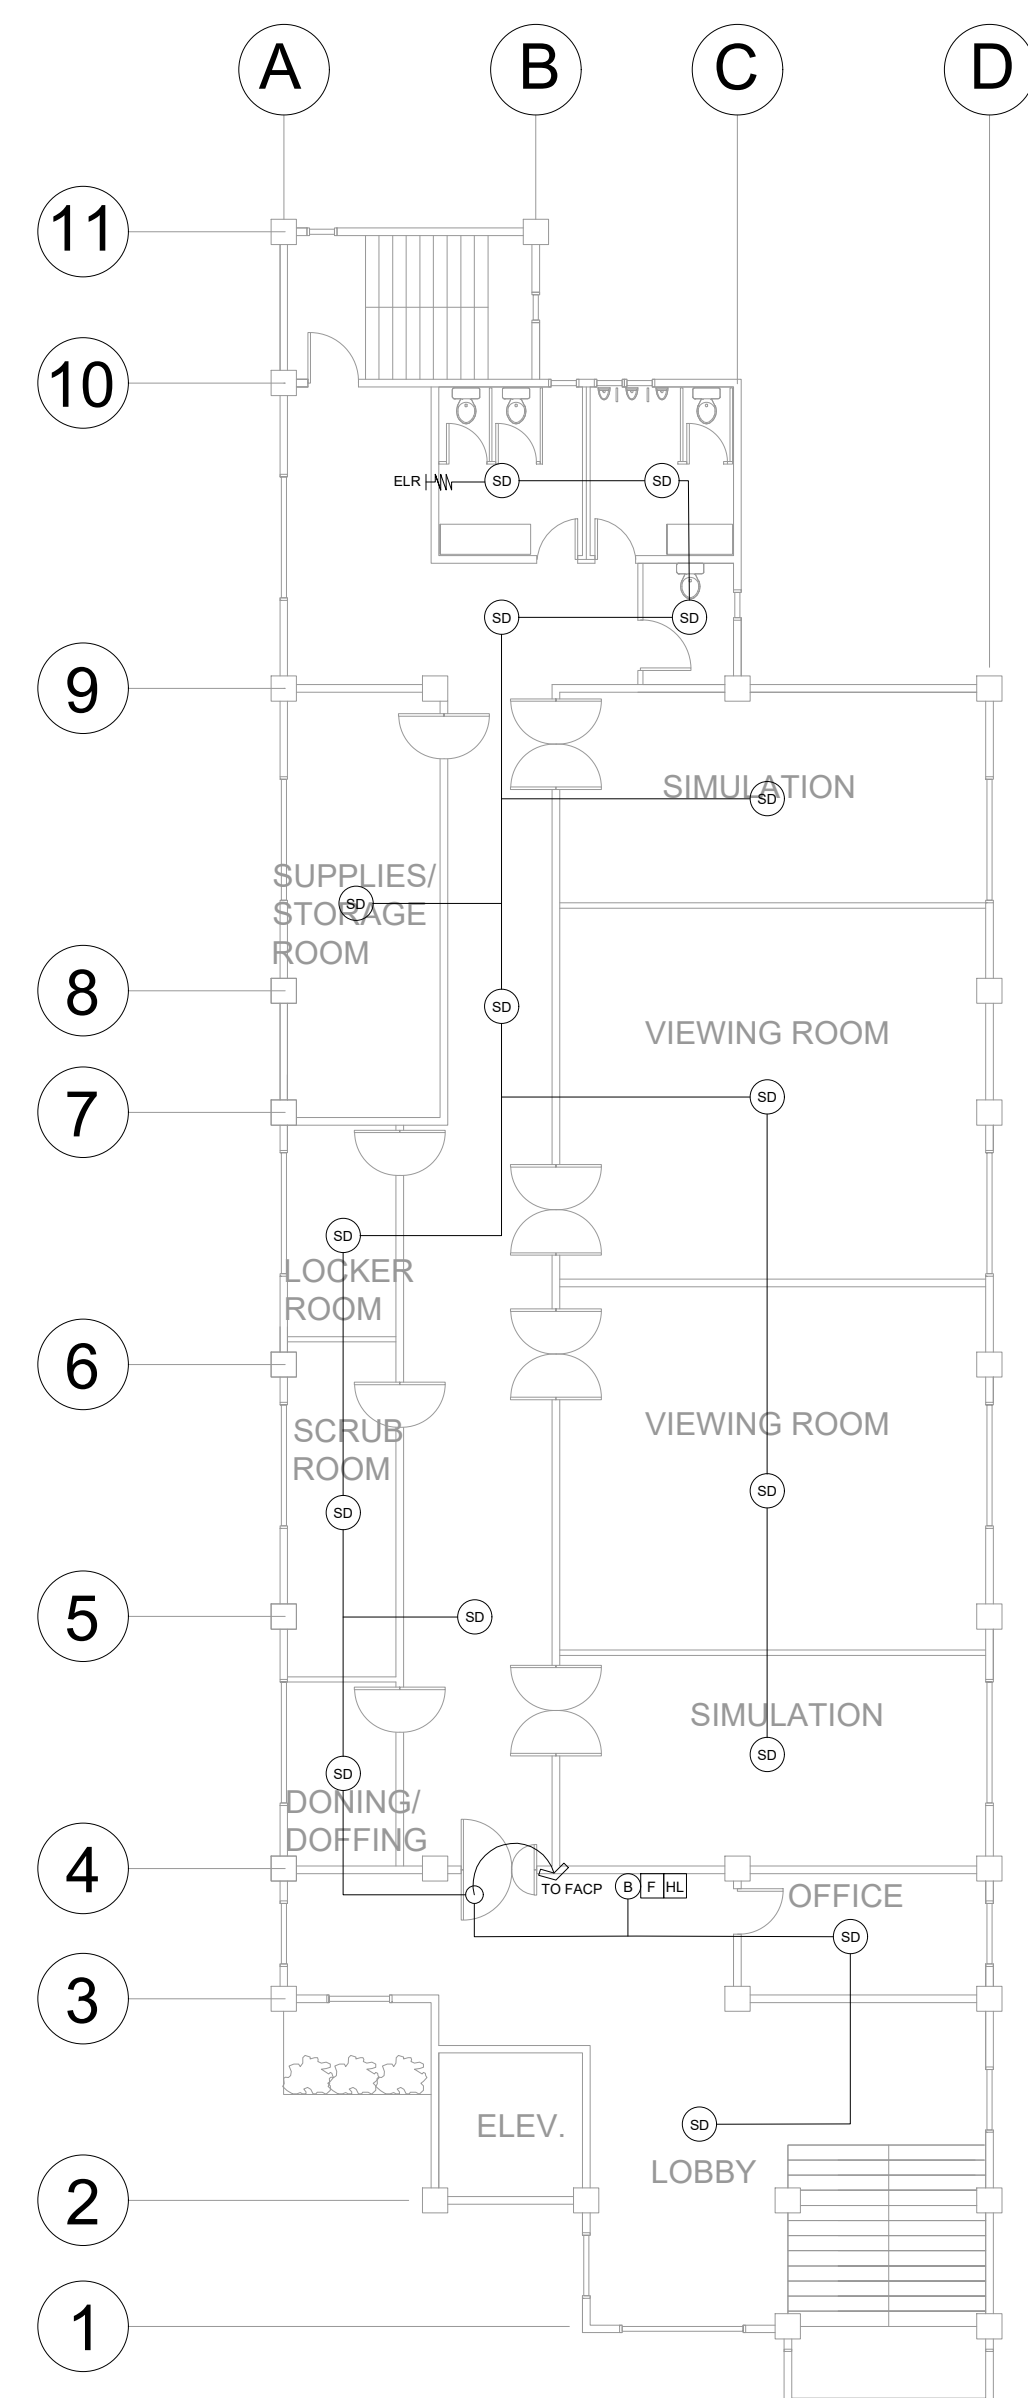 A
B
C
D
11
10
ELR
SD
SD
SD
SD
9
SIMULATION
SD
SUPPLIES/
STORAGE
ROOM
SD
8
SD
VIEWING ROOM
7
SD
SD
LOCKER
ROOM
6
SCRUB
ROOM
VIEWING ROOM
SD
SD
5
SD
SIMULATION
SD
SD
DONING/
DOFFING
4
TO FACP
B
F
HL
OFFICE
SD
3
SD
ELEV.
LOBBY
2
1